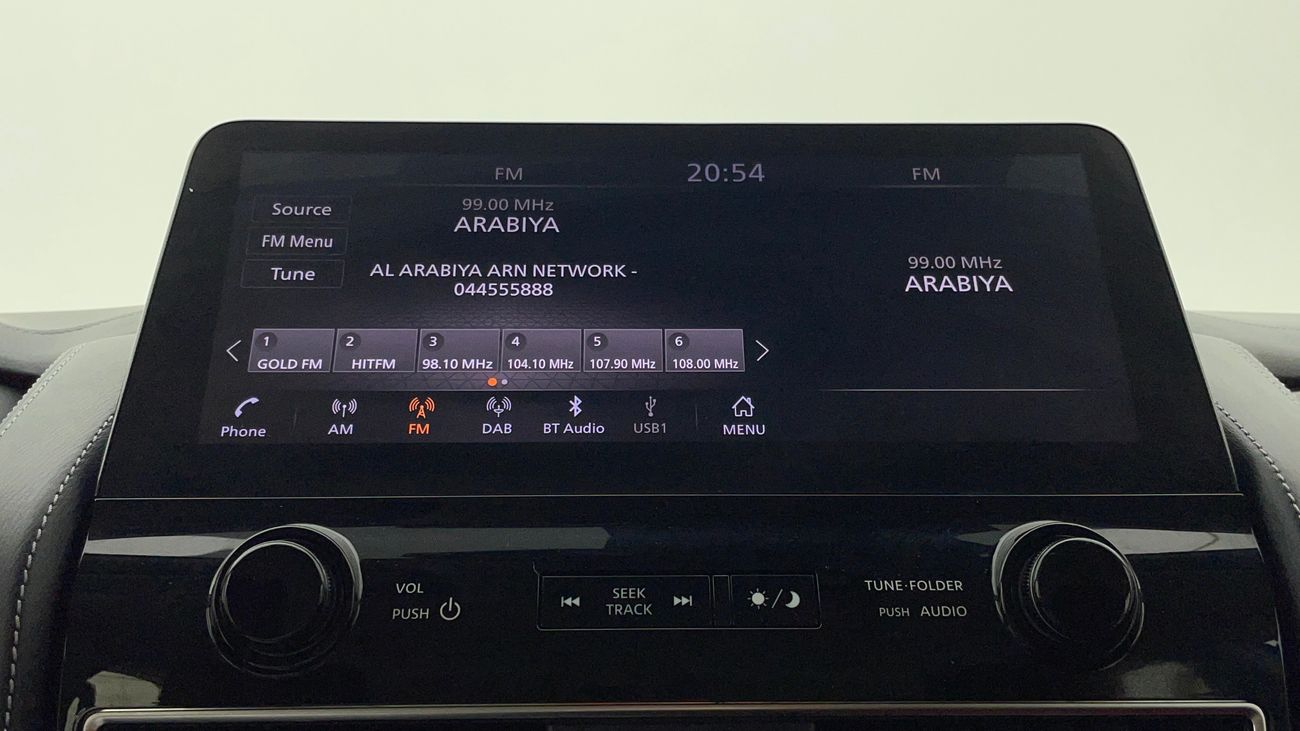 FM 20:54 FM
Source
FM Menu
Tune
99.00 MHz
ARABIYA
AL ARABIYA ARN NETWORK -
044555888
99.00 MHz
ARABIYA
1 2 3 4 5 6
GOLD FM HITFM 98.10 MHz 104.10 MHz 107.90 MHz 108.00 MHz
Phone AM FM DAB BT Audio USB1 MENU
VOL
PUSH
SEEK
TRACK
TUNE·FOLDER
PUSH AUDIO